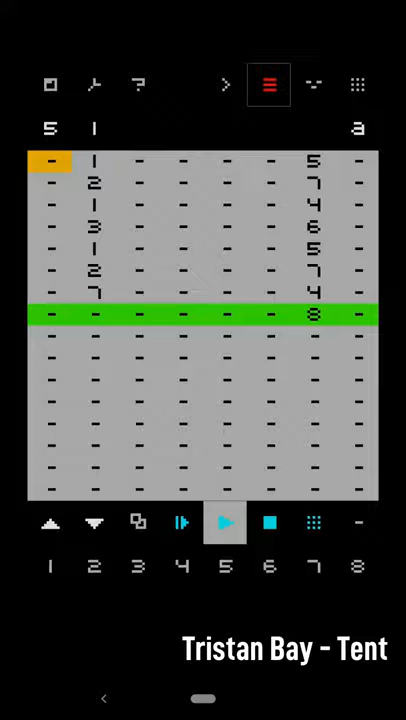 ? >
5 1 a
- 1 - - - - 5 -
- 2 - - - - 7 -
- 1 - - - - 4 -
- 3 - - - - 6 -
- 1 - - - - 5 -
- 2 - - - - 7 -
- 7 - - - - 4 -
- - - - - - 8 -
- - - - - - - -
- - - - - - - -
- - - - - - - -
- - - - - - - -
- - - - - - - -
- - - - - - - -
- - - - - - - -
- - - - - - - -
-
1 2 3 4 5 6 7 8
Tristan Bay - Tent